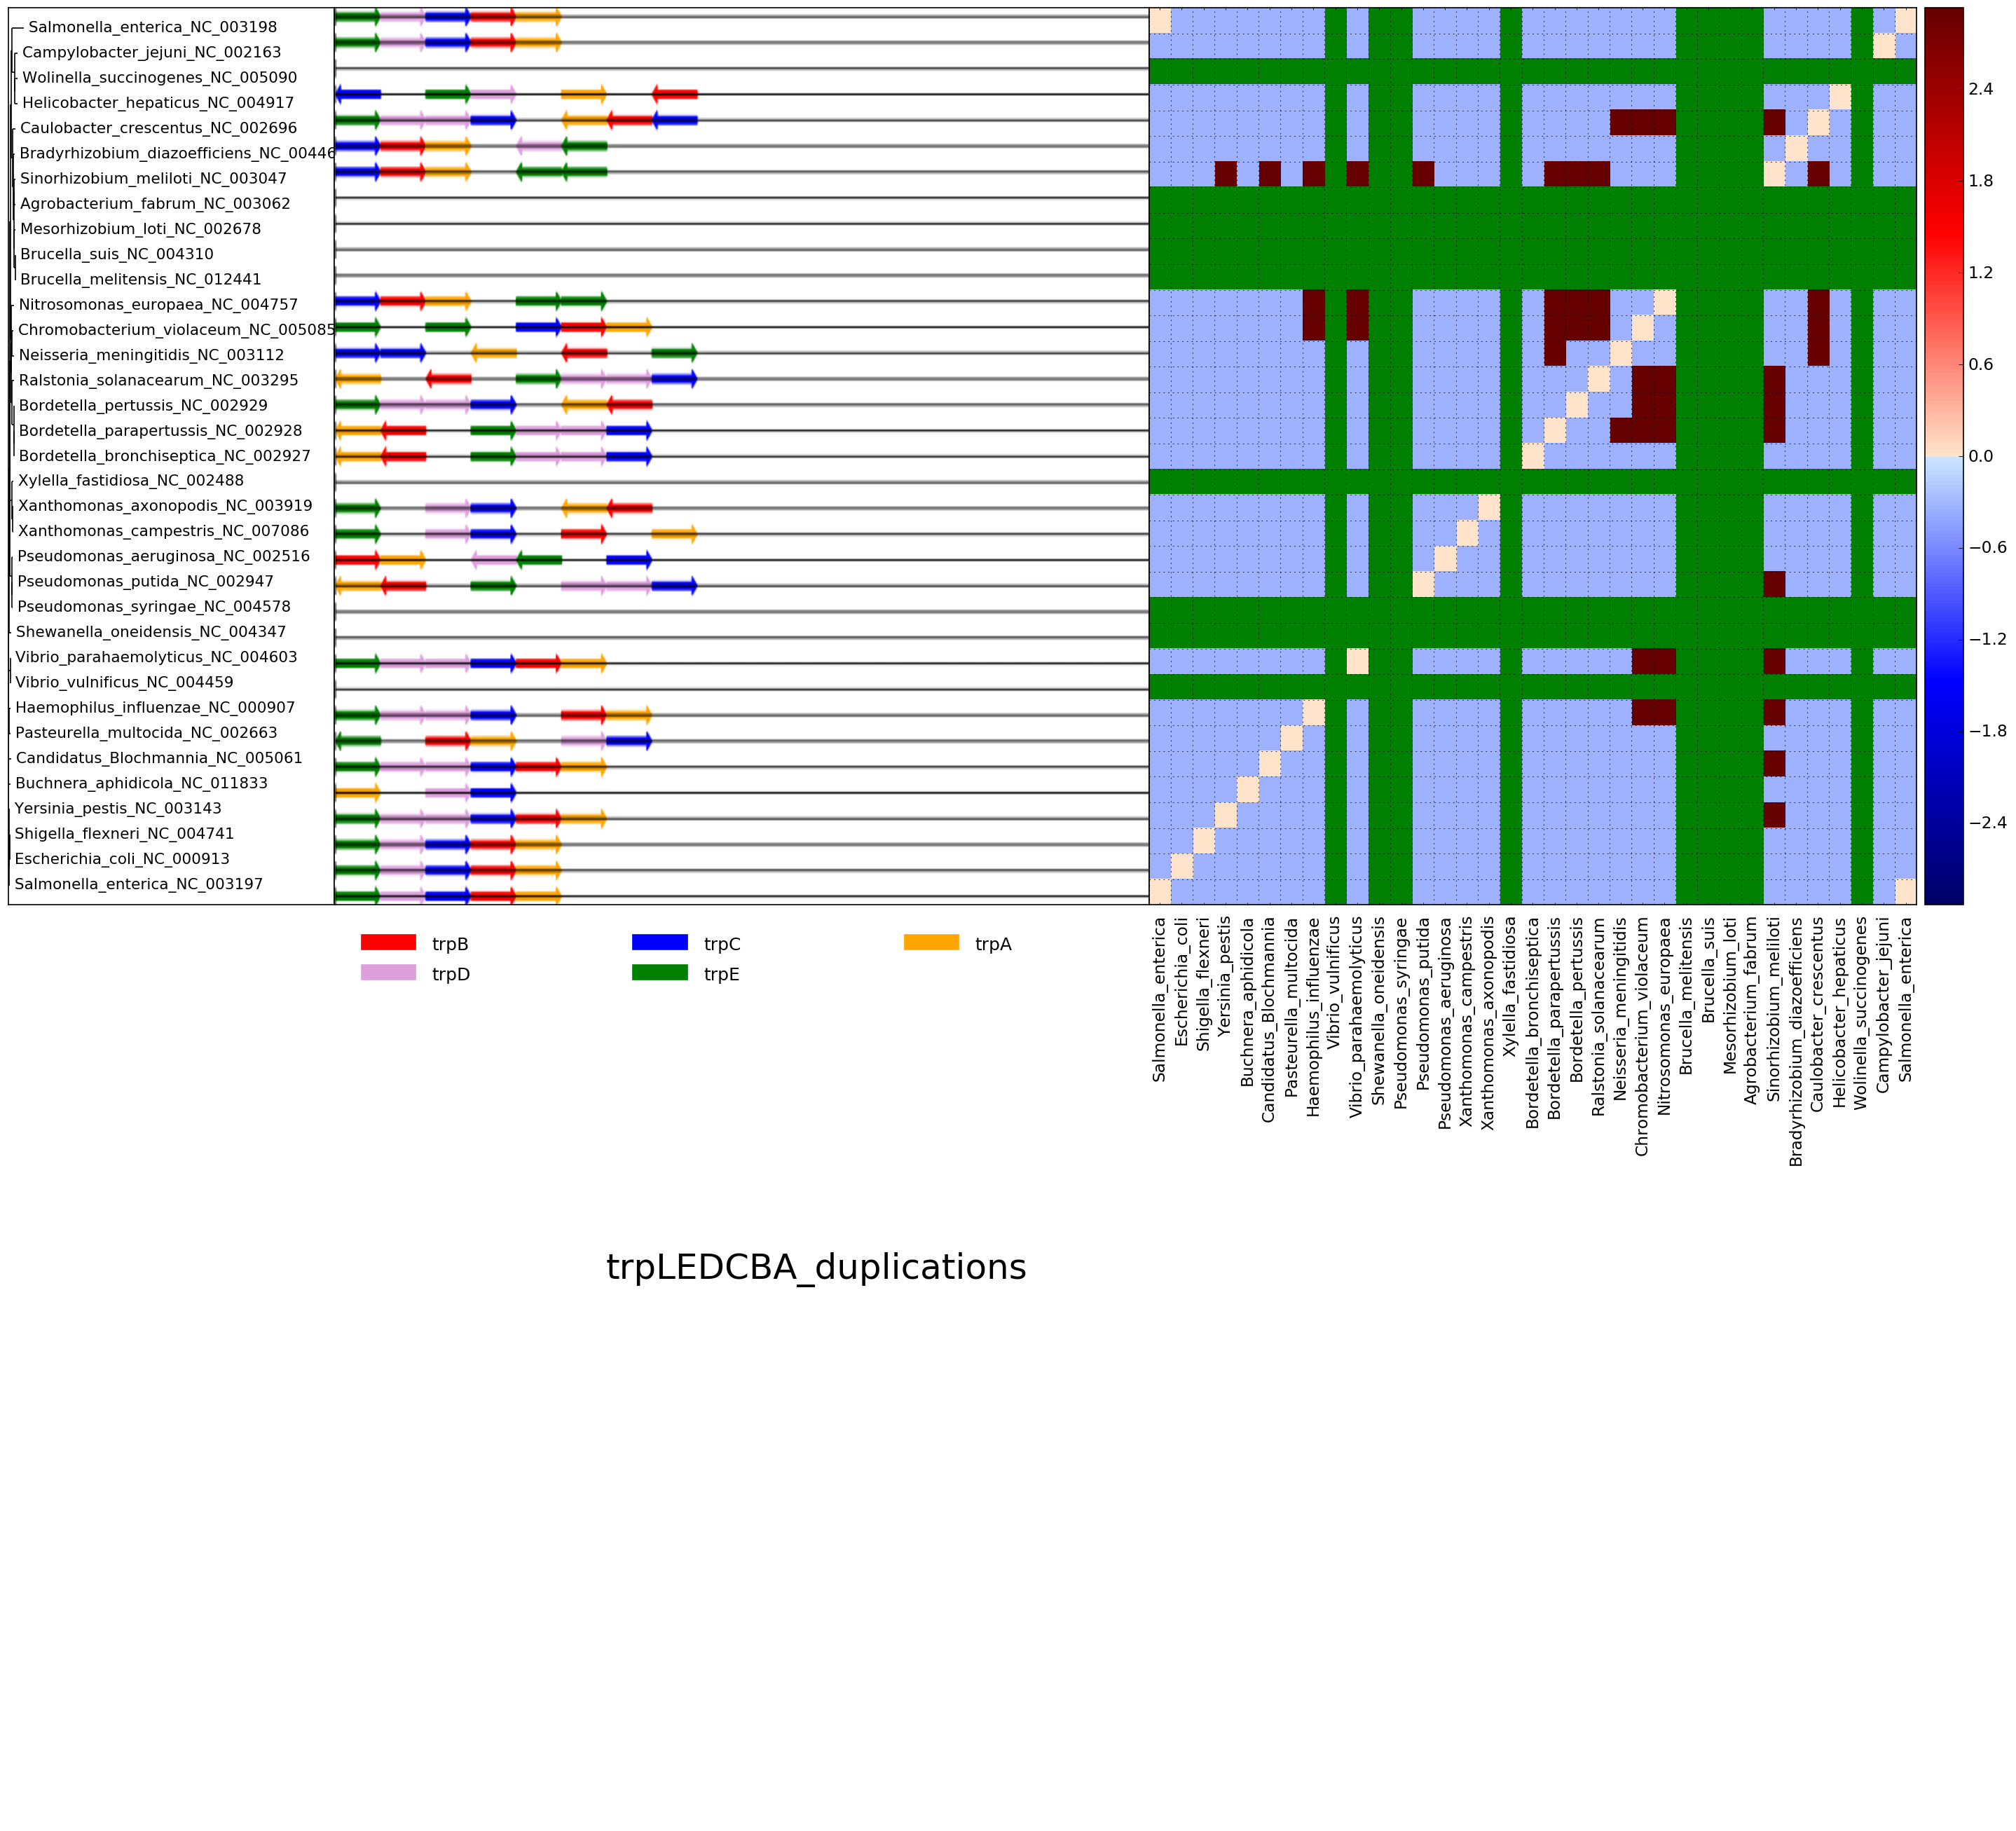 Salmonella_enterica_NC_003198
Campylobacter_jejuni_NC_002163
Wolinella_succinogenes_NC_005090
Helicobacter_hepaticus_NC_004917
Caulobacter_crescentus_NC_002696
Bradyrhizobium_diazoefficiens_NC_00446
Sinorhizobium_meliloti_NC_003047
Agrobacterium_fabrum_NC_003062
Mesorhizobium_loti_NC_002678
Brucella_suis_NC_004310
Brucella_melitensis_NC_012441
Nitrosomonas_europaea_NC_004757
Chromobacterium_violaceum_NC_005085
Neisseria_meningitidis_NC_003112
Ralstonia_solanacearum_NC_003295
Bordetella_pertussis_NC_002929
Bordetella_parapertussis_NC_002928
Bordetella_bronchiseptica_NC_002927
Xylella_fastidiosa_NC_002488
Xanthomonas_axonopodis_NC_003919
Xanthomonas_campestris_NC_007086
Pseudomonas_aeruginosa_NC_002516
Pseudomonas_putida_NC_002947
Pseudomonas_syringae_NC_004578
Shewanella_oneidensis_NC_004347
Vibrio_parahaemolyticus_NC_004603
Vibrio_vulnificus_NC_004459
Haemophilus_influenzae_NC_000907
Pasteurella_multocida_NC_002663
Candidatus_Blochmannia_NC_005061
Buchnera_aphidicola_NC_011833
Yersinia_pestis_NC_003143
Shigella_flexneri_NC_004741
Escherichia_coli_NC_000913
Salmonella_enterica_NC_003197
2.4
1.8
1.2
0.6
0.0
−0.6
−1.2
−1.8
−2.4
Salmonella_enterica
Escherichia_coli
Shigella_flexneri
Yersinia_pestis
Buchnera_aphidicola
Candidatus_Blochmannia
Pasteurella_multocida
Haemophilus_influenzae
Vibrio_vulnificus
Vibrio_parahaemolyticus
Shewanella_oneidensis
Pseudomonas_syringae
Pseudomonas_putida
Pseudomonas_aeruginosa
Xanthomonas_campestris
Xanthomonas_axonopodis
Xylella_fastidiosa
Bordetella_bronchiseptica
Bordetella_parapertussis
Bordetella_pertussis
Ralstonia_solanacearum
Neisseria_meningitidis
Chromobacterium_violaceum
Nitrosomonas_europaea
Brucella_melitensis
Brucella_suis
Mesorhizobium_loti
Agrobacterium_fabrum
Sinorhizobium_meliloti
Bradyrhizobium_diazoefficiens
Caulobacter_crescentus
Helicobacter_hepaticus
Wolinella_succinogenes
Campylobacter_jejuni
Salmonella_enterica
trpB trpC trpA
trpD trpE
trpLEDCBA_duplications